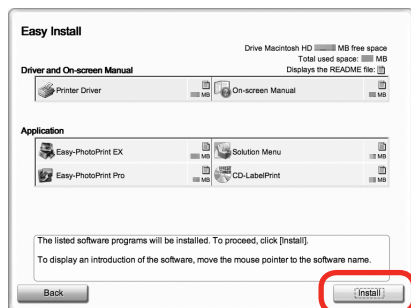 Easy Install
Drive Macintosh HD MB free space
Total used space: MB
Driver and On-screen Manual Displays the README file:
Printer Driver MB On-screen Manual MB
Application
Easy-PhotoPrint EX MB Solution Menu MB
Easy-PhotoPrint Pro MB CD-LabelPrint MB
The listed software programs will be installed. To proceed, click [Install].
To display an introduction of the software, move the mouse pointer to the software name.
Back Install